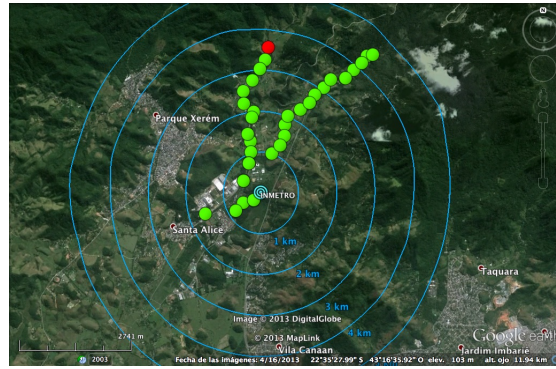 N
Parque Xerém
INMETRO
Santa Alice
1 km
2 km
Taquara
3 km
Image © 2013 DigitalGlobe
4 km
2741 m
© 2013 MapLink
Google earth
Vila Canaan
Jardim Imbariê
2003
Fecha de las imágenes: 4/16/2013 22°35'27.99" S 43°16'35.92" O elev. 103 m alt. ojo 11.94 km